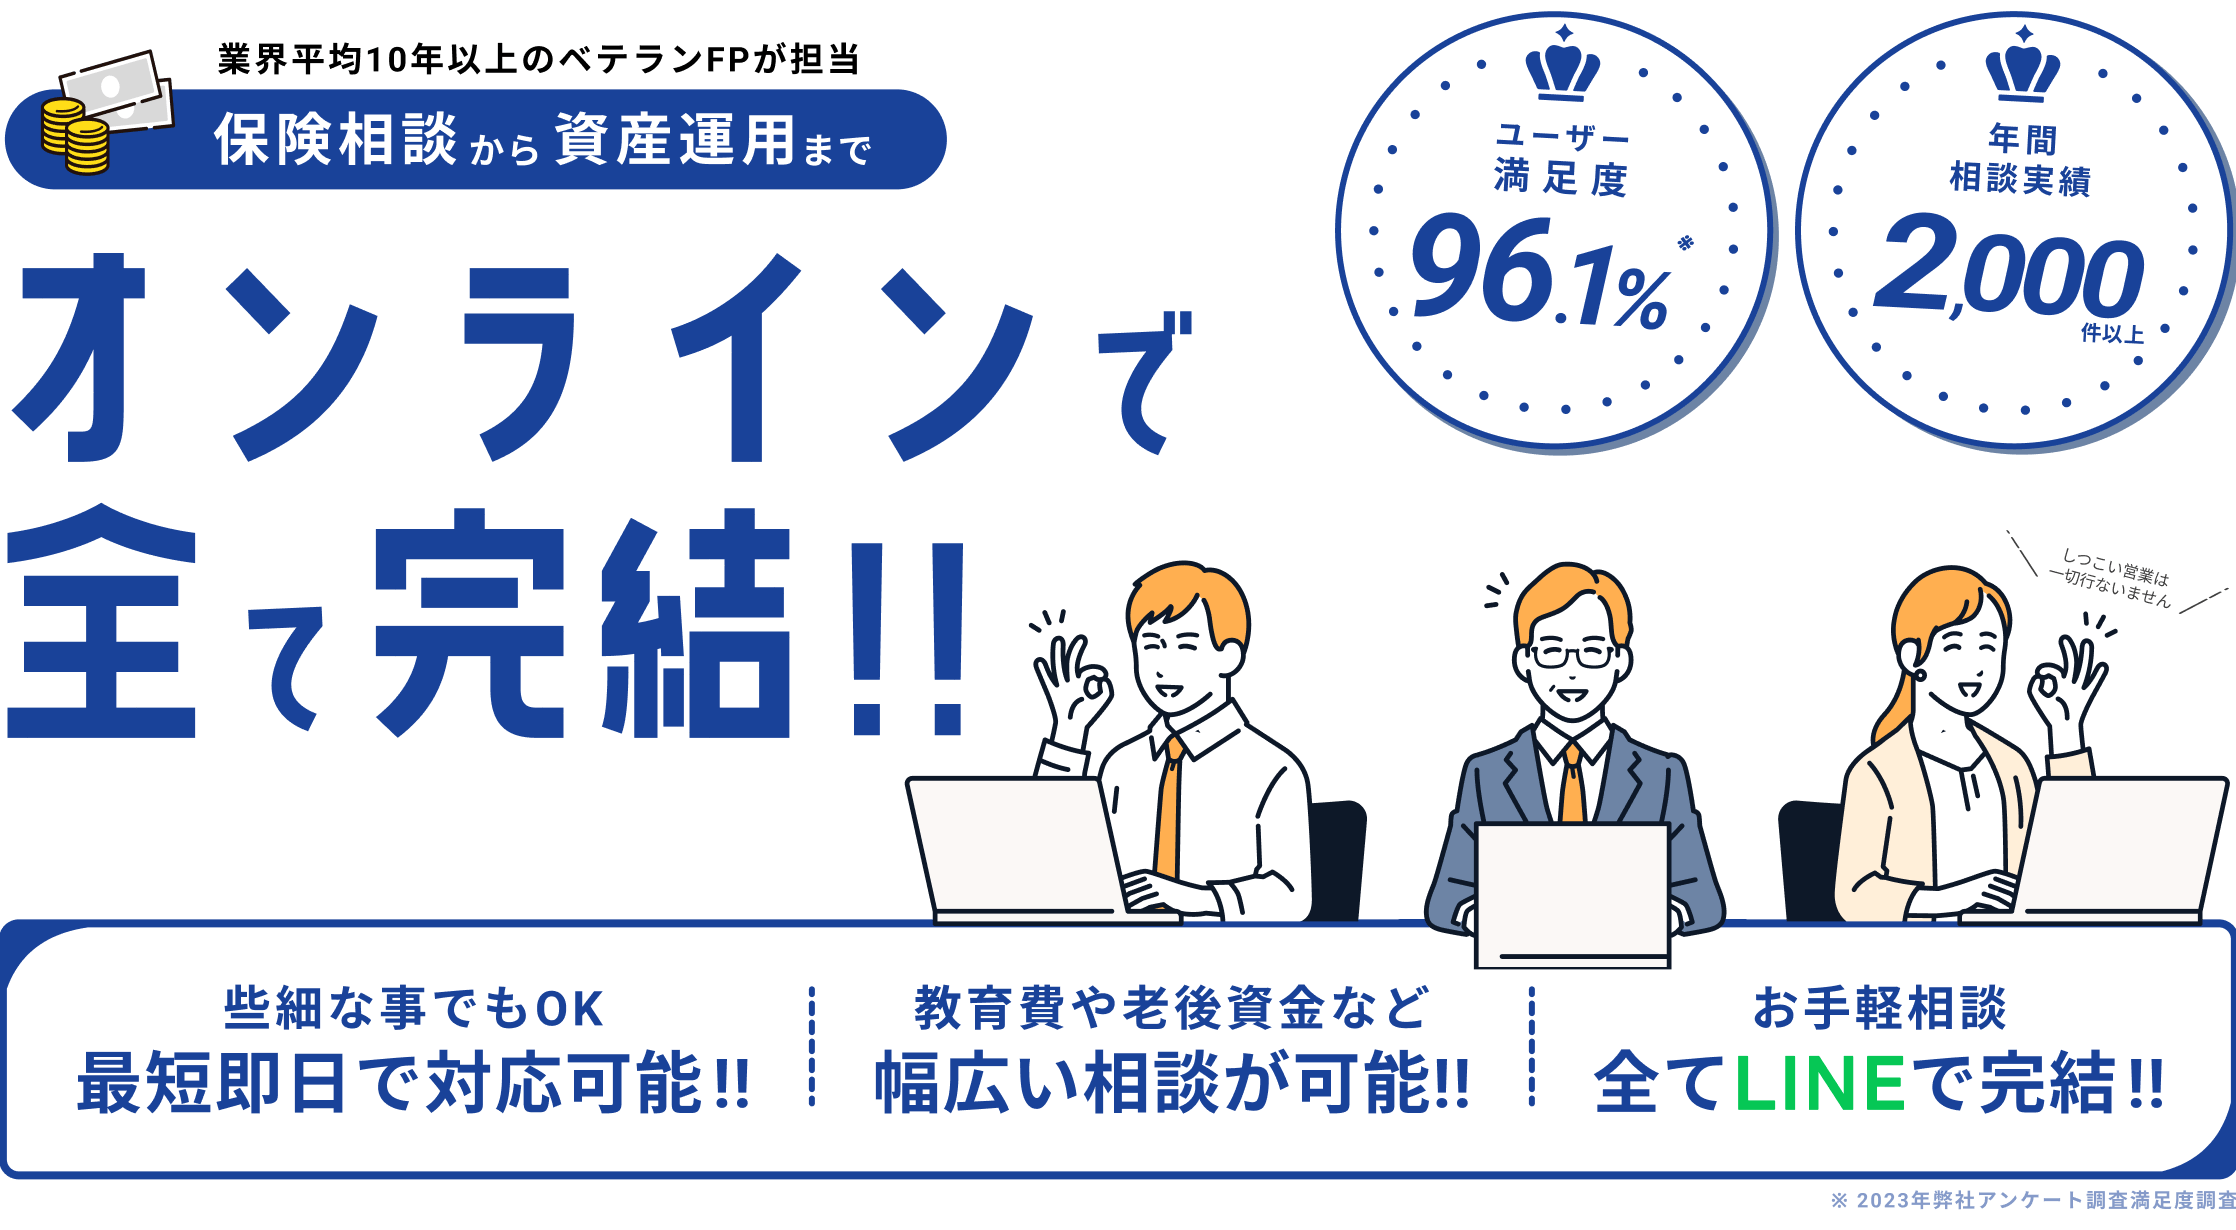 業界平均10年以上のベテランFPが担当
保険相談から資産運用まで
オンラインで
全て完結!!
ユーザー
満足度
96.1%※
年間
相談実績
2,000
件以上
しつこい営業は
一切行ないません
些細な事でもOK
最短即日で対応可能!!
教育費や老後資金など
幅広い相談が可能!!
お手軽相談
全てLINEで完結!!
※ 2023年弊社アンケート調査満足度調査